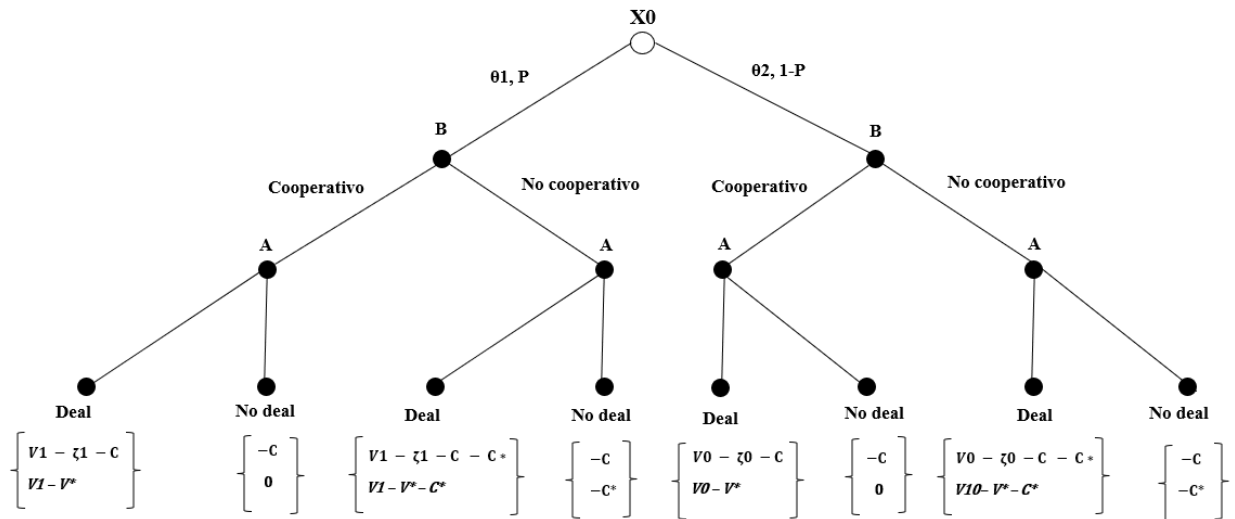 X0
θ1, P
θ2, 1-P
B
B
Cooperativo
No cooperativo
Cooperativo
No cooperativo
A
A
A
A
Deal
No deal
Deal
No deal
Deal
No deal
Deal
No deal
V1 − ζ1 − C
V1 − V*
−C
0
V1 − ζ1 − C − C *
V1 − V* − C*
−C
−C*
V0 − ζ0 − C
V0 − V*
−C
0
V0 − ζ0 − C − C *
V10− V* − C*
−C
−C*